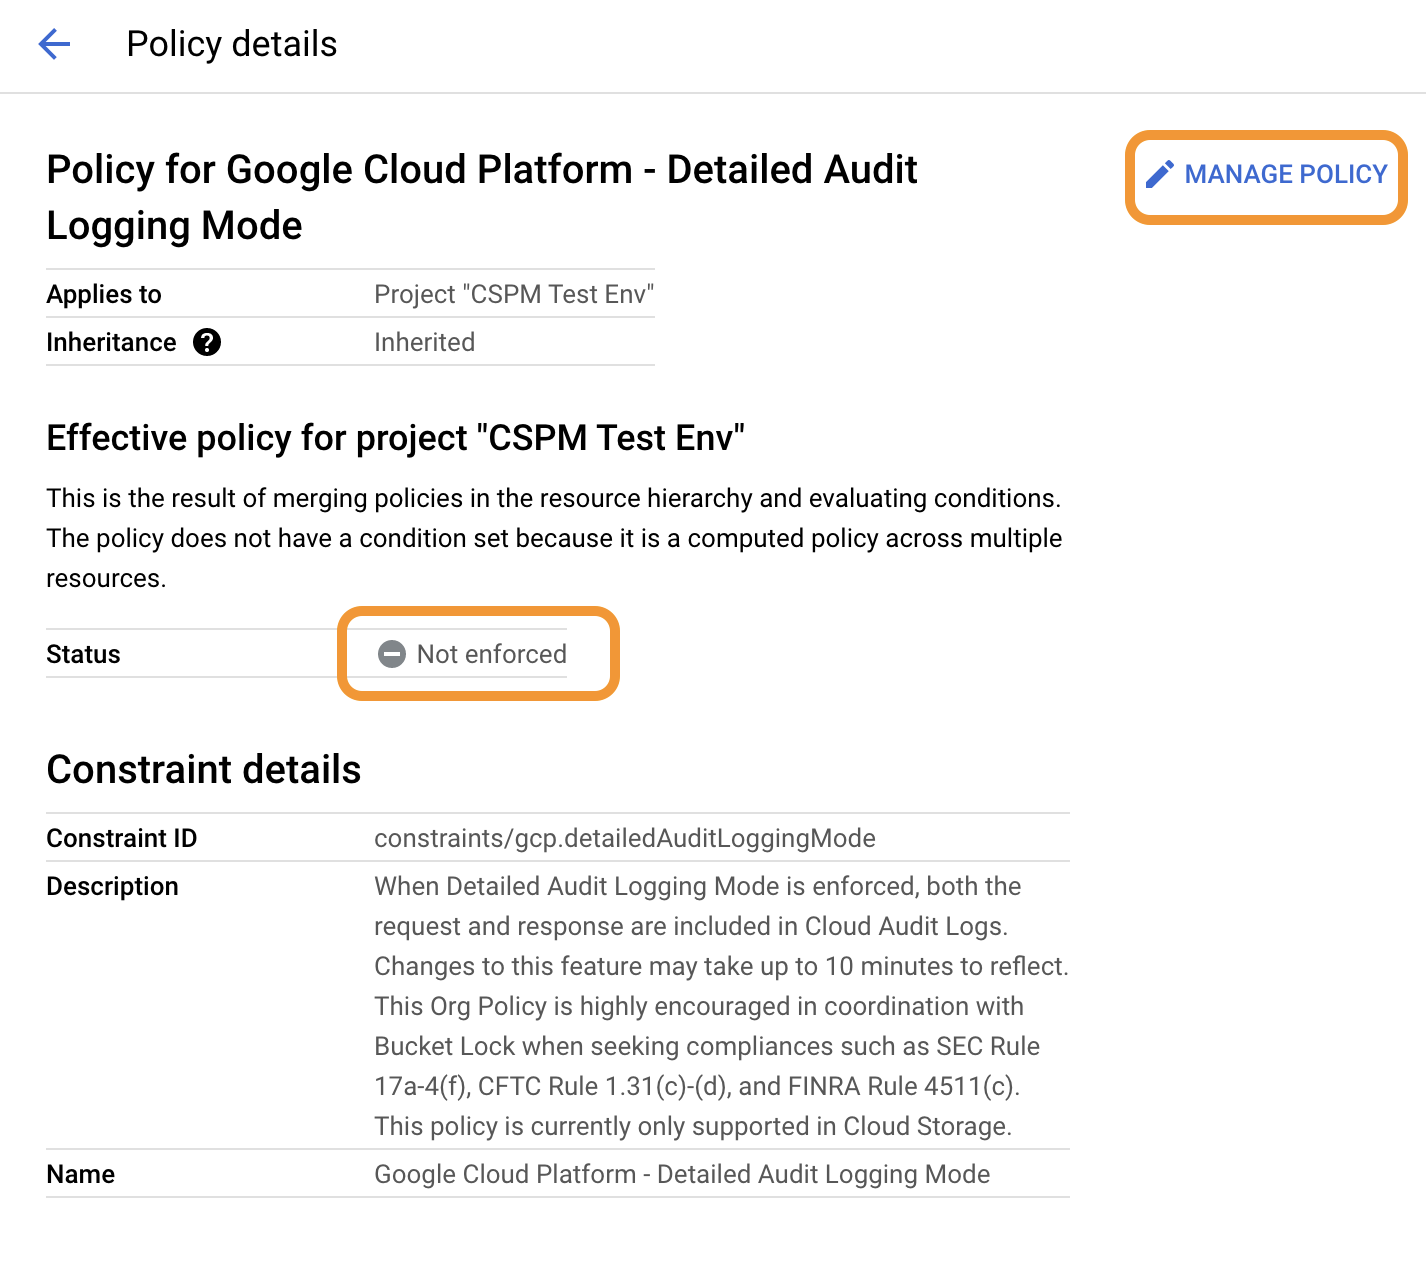 Policy details
Policy for Google Cloud Platform - Detailed Audit
Logging Mode
MANAGE POLICY
Applies to Project "CSPM Test Env"
Inheritance ? Inherited
Effective policy for project "CSPM Test Env"
This is the result of merging policies in the resource hierarchy and evaluating conditions.
The policy does not have a condition set because it is a computed policy across multiple
resources.
Status Not enforced
Constraint details
Constraint ID constraints/gcp.detailedAuditLoggingMode
Description When Detailed Audit Logging Mode is enforced, both the
request and response are included in Cloud Audit Logs.
Changes to this feature may take up to 10 minutes to reflect.
This Org Policy is highly encouraged in coordination with
Bucket Lock when seeking compliances such as SEC Rule
17a-4(f), CFTC Rule 1.31(c)-(d), and FINRA Rule 4511(c).
This policy is currently only supported in Cloud Storage.
Name Google Cloud Platform - Detailed Audit Logging Mode